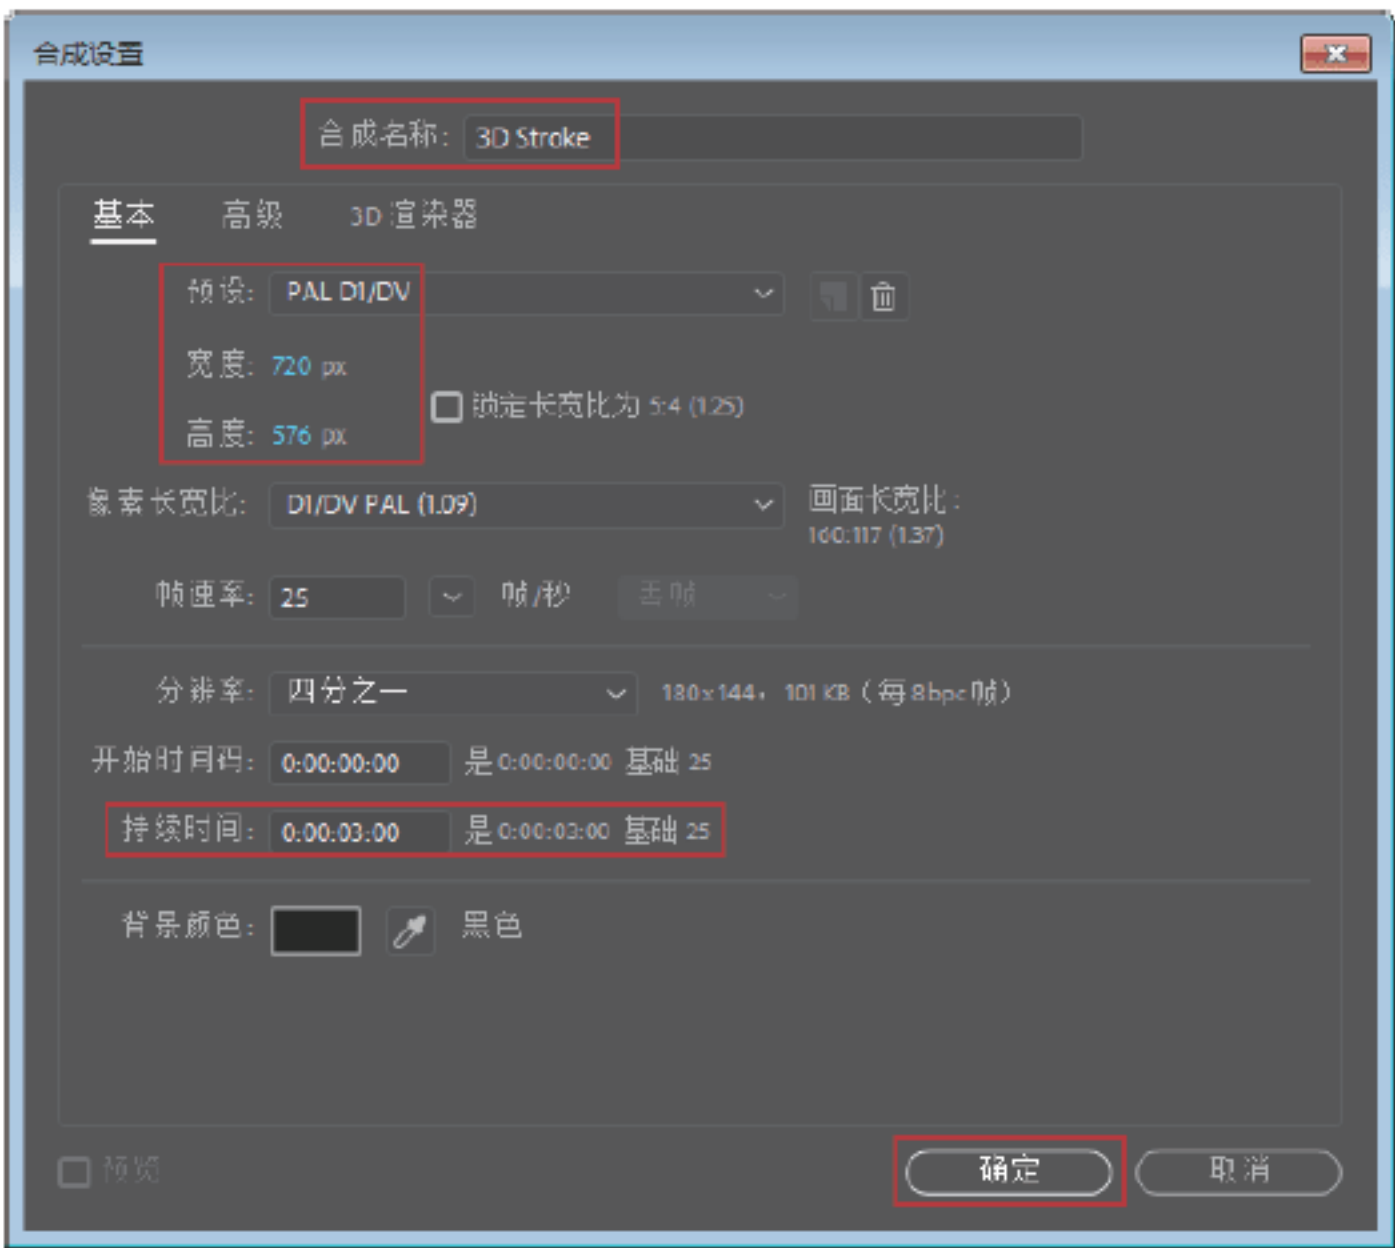 合成设置
合成名称: 3D Stroke
基本 高级 3D 渲染器
预设: PAL D1/DV
宽度: 720 px
锁定长宽比为 5:4 (1.25)
高度: 576 px
像素长宽比: D1/DV PAL (1.09) 画面长宽比:
160:117 (1.37)
帧速率: 25 帧/秒 丢帧
分辨率: 四分之一 180 x 144，101 KB（每 8bpc 帧）
开始时间码: 0:00:00:00 是 0:00:00:00 基础 25
持续时间: 0:00:03:00 是 0:00:03:00 基础 25
背景颜色: 黑色
预览 确定 取消